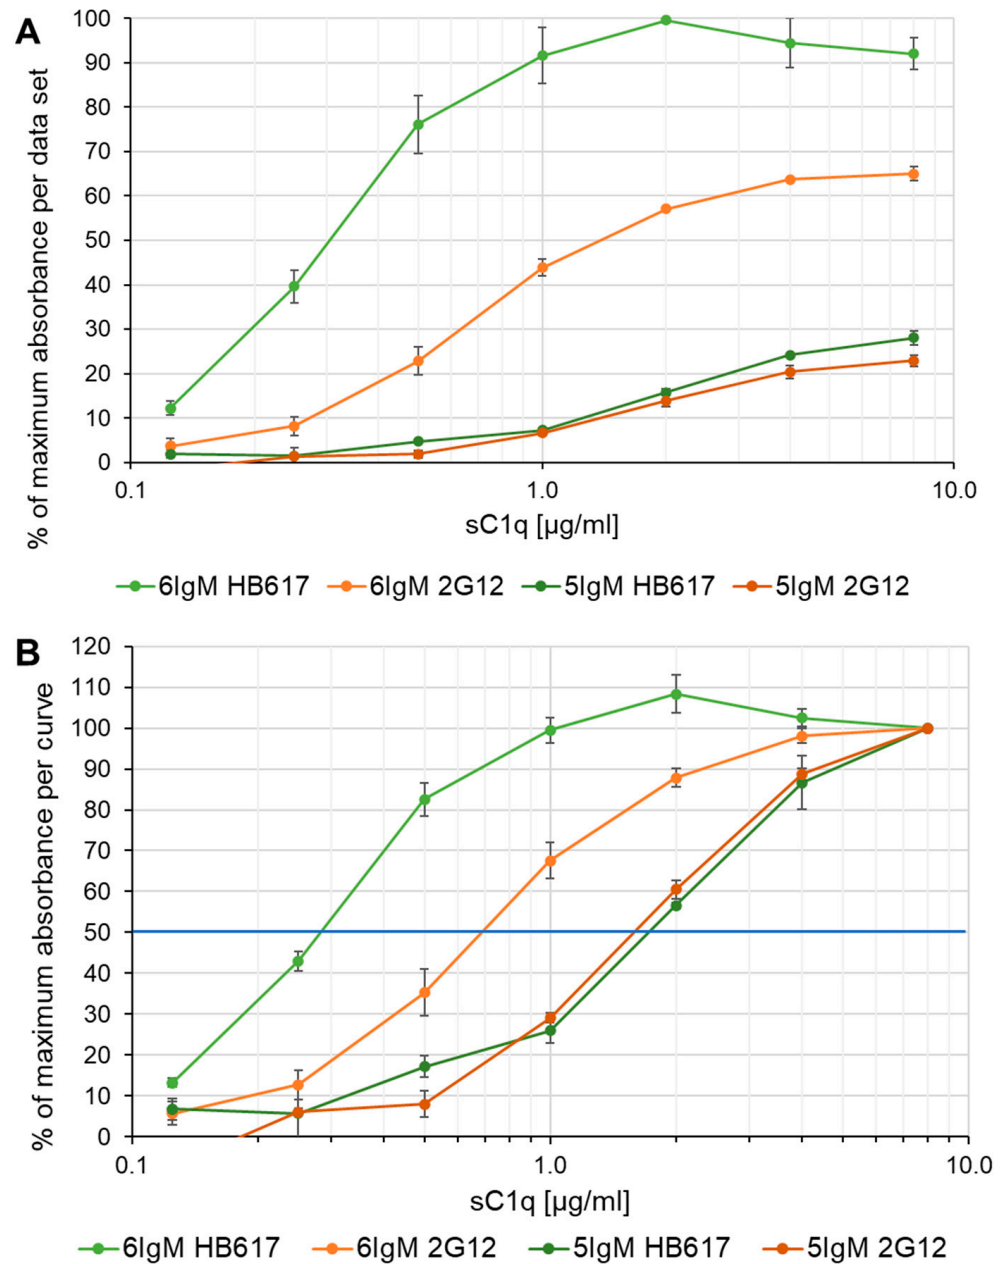 A
% of maximum absorbance per data set
100
90
80
70
60
50
40
30
20
10
0
0.1 1.0 10.0
sC1q [µg/ml]
6IgM HB617 6IgM 2G12 5IgM HB617 5IgM 2G12
B
% of maximum absorbance per curve
120
110
100
90
80
70
60
50
40
30
20
10
0
0.1 1.0 10.0
sC1q [µg/ml]
6IgM HB617 6IgM 2G12 5IgM HB617 5IgM 2G12